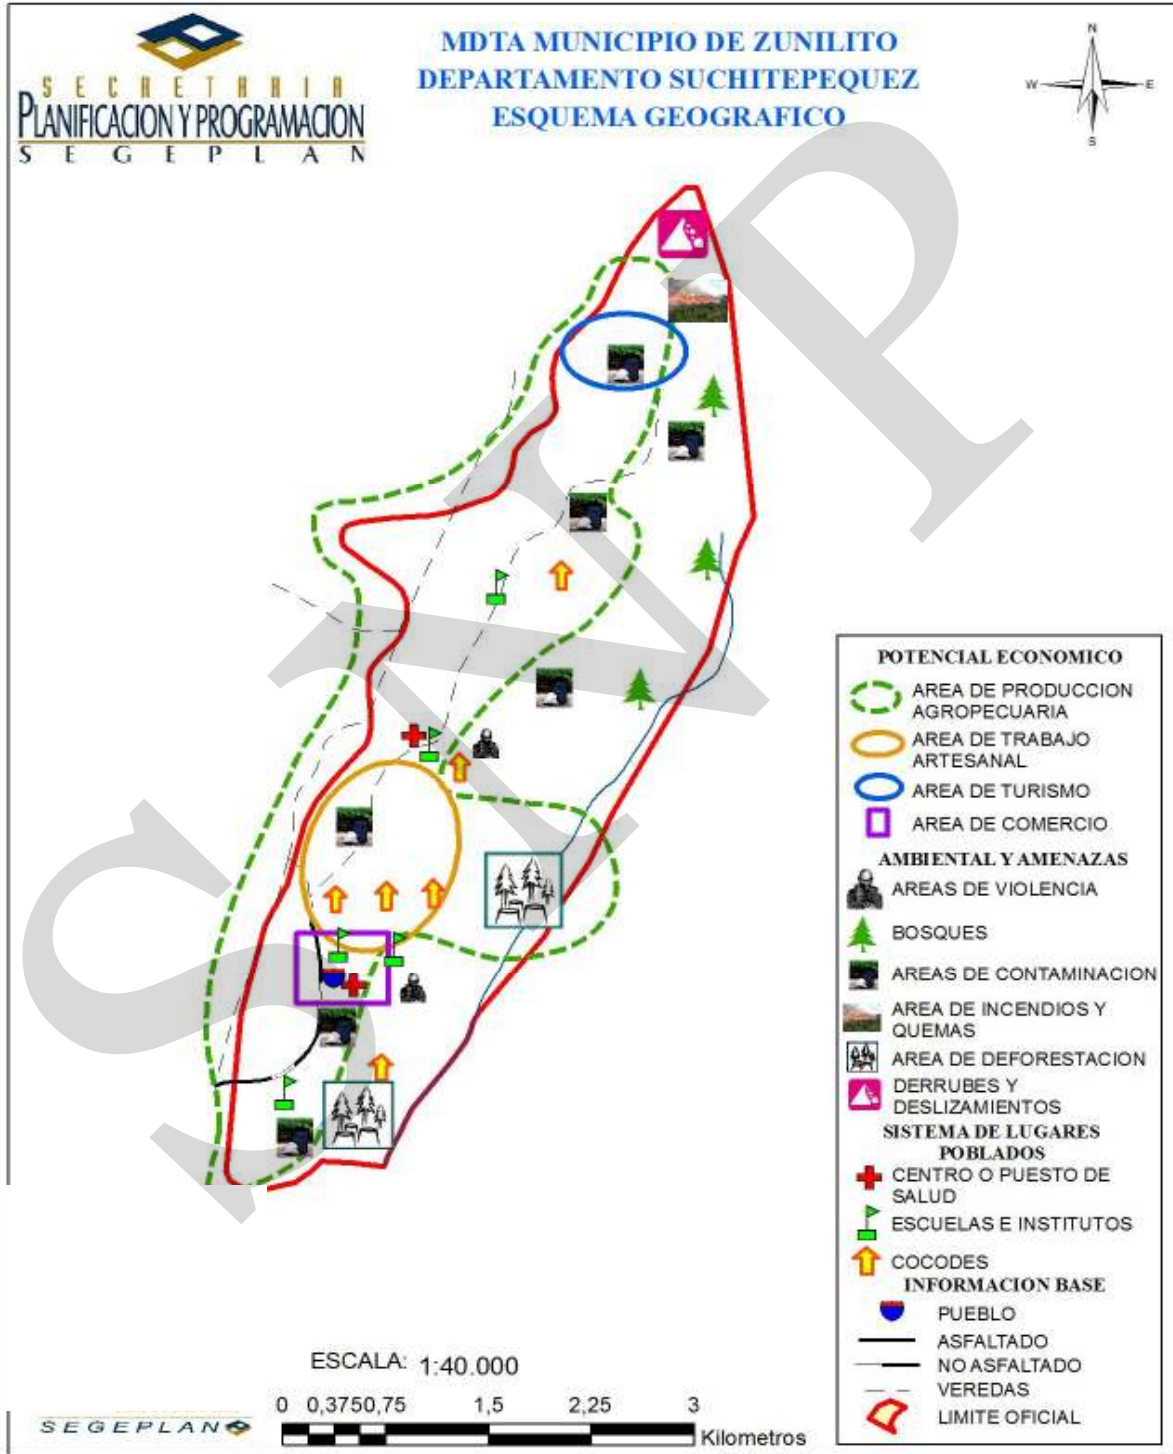 SECRETARIA
PLANIFICACION Y PROGRAMACION
SEGEPLAN
MDTA MUNICIPIO DE ZUNILITO
DEPARTAMENTO SUCHITEPEQUEZ
ESQUEMA GEOGRAFICO
N
W
E
S
SNP
POTENCIAL ECONOMICO
AREA DE PRODUCCION
AGROPECUARIA
AREA DE TRABAJO
ARTESANAL
AREA DE TURISMO
AREA DE COMERCIO
AMBIENTAL Y AMENAZAS
AREAS DE VIOLENCIA
BOSQUES
AREAS DE CONTAMINACION
AREA DE INCENDIOS Y
QUEMAS
AREA DE DEFORESTACION
DERRUBES Y
DESLIZAMIENTOS
SISTEMA DE LUGARES
POBLADOS
CENTRO O PUESTO DE
SALUD
ESCUELAS E INSTITUTOS
COCODES
INFORMACION BASE
PUEBLO
ASFALTADO
NO ASFALTADO
VEREDAS
LIMITE OFICIAL
ESCALA: 1:40.000
0 0,375 0,75 1,5 2,25 3
Kilometros
SEGEPLAN